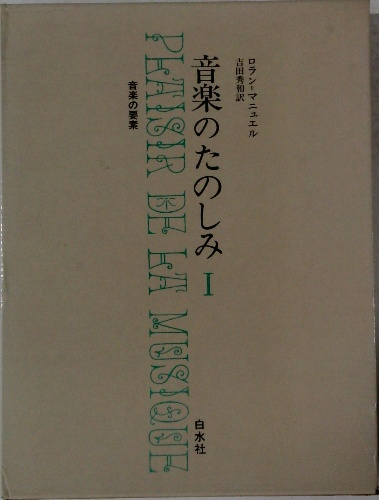 ロラン=マニュエル
吉田秀和訳
音楽のたのしみ I
PLAISIR DE LA MUSIQUE
音楽の要素
白水社